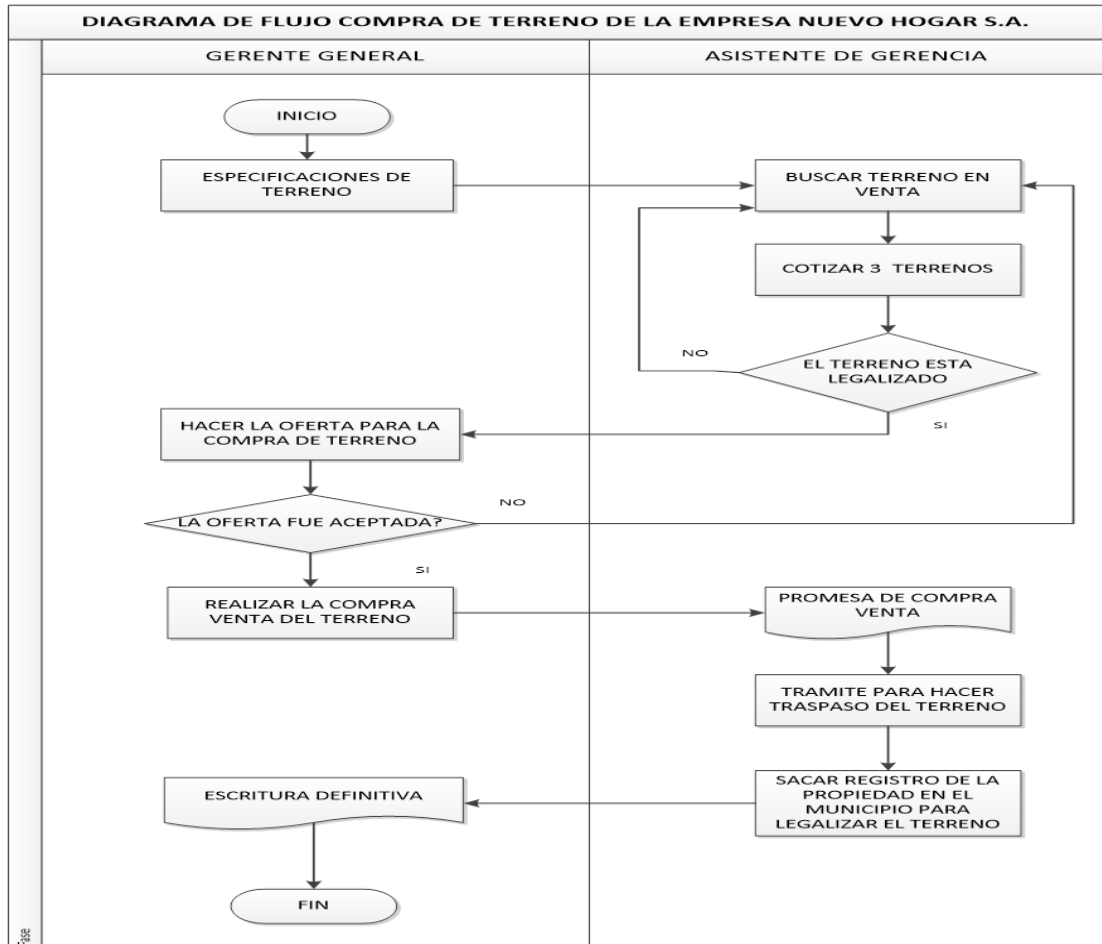 DIAGRAMA DE FLUJO COMPRA DE TERRENO DE LA EMPRESA NUEVO HOGAR S.A.
GERENTE GENERAL
ASISTENTE DE GERENCIA
INICIO
ESPECIFICACIONES DE
TERRENO
BUSCAR TERRENO EN
VENTA
COTIZAR 3 TERRENOS
NO
EL TERRENO ESTA
LEGALIZADO
SI
HACER LA OFERTA PARA LA
COMPRA DE TERRENO
NO
LA OFERTA FUE ACEPTADA?
SI
REALIZAR LA COMPRA
VENTA DEL TERRENO
PROMESA DE COMPRA
VENTA
TRAMITE PARA HACER
TRASPASO DEL TERRENO
SACAR REGISTRO DE LA
PROPIEDAD EN EL
MUNICIPIO PARA
LEGALIZAR EL TERRENO
ESCRITURA DEFINITIVA
FIN
Fase